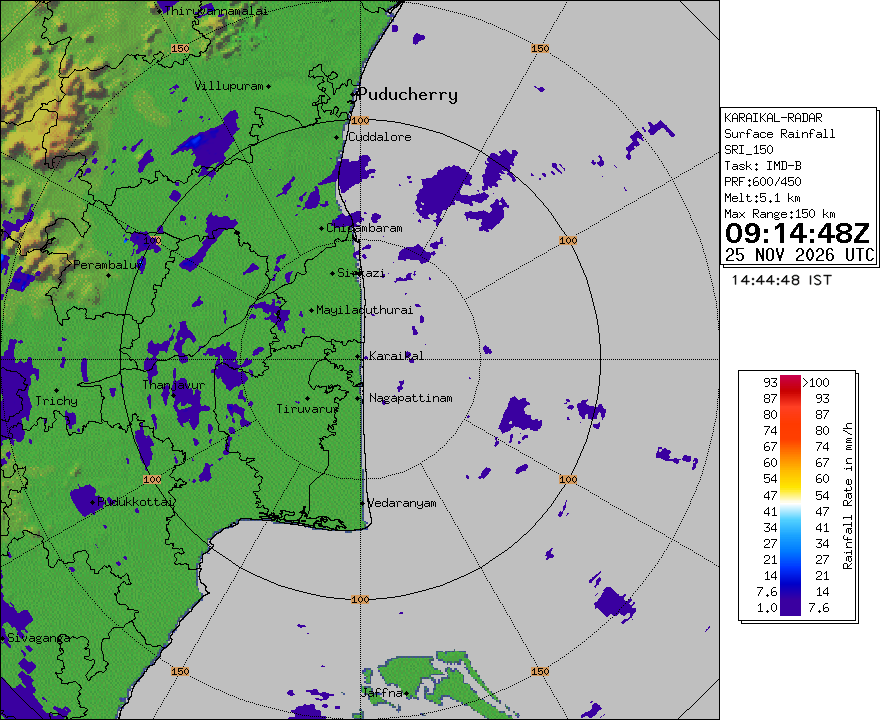 Thiruvannamalai
150
150
Villupuram
Puducherry
100
Cuddalore
Chidambaram
100
100
Perambalur
Sirkazi
Mayiladuthurai
Karaikal
Thanjavur
Trichy
Tiruvarur
Nagapattinam
100
100
Pudukkottai
Vedaranyam
100
Sivaganga
150
150
Jaffna
KARAIKAL-RADAR
Surface Rainfall
SRI_150
Task: IMD-B
PRF:600/450
Melt:5.1 km
Max Range:150 km
09:14:48Z
25 NOV 2026 UTC
14:44:48 IST
93 >100
87 93
80 87
74 80
67 74
60 67
54 60
47 54
41 47
34 41
27 34
21 27
14 21
7.6 14
1.0 7.6
Rainfall Rate in mm/h